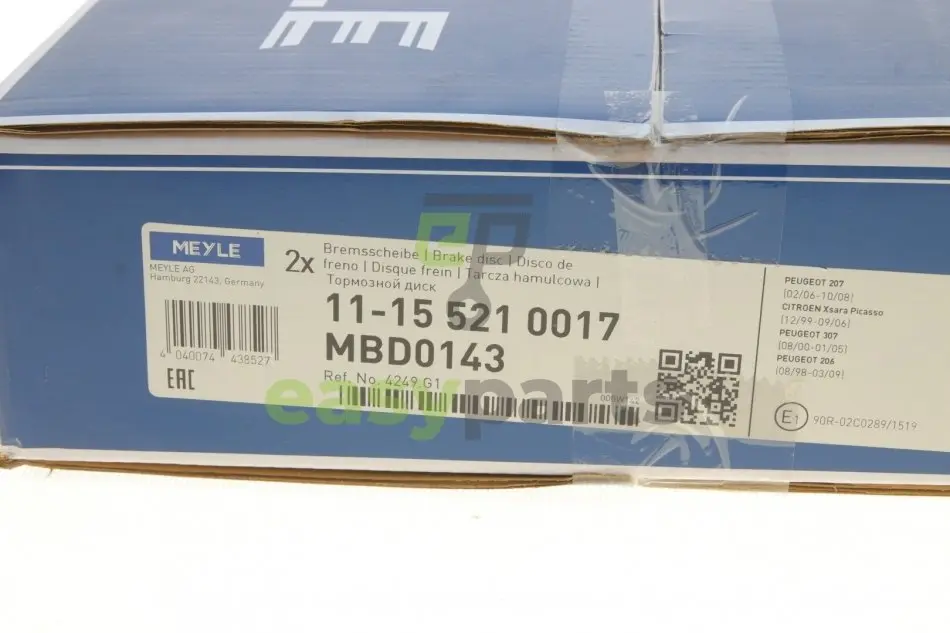 MEYLE
MEYLE AG
Hamburg 22143, Germany
4 040074 438527
EAC
2x
Bremsscheibe | Brake disc | Disco de
freno | Disque frein | Tarcza hamulcowa |
Тормозной диск
11-15 521 0017
MBD0143
Ref. No. 4249.G1
easyparts
PEUGEOT 207
(02/06-10/08)
CITROËN Xsara Picasso
(12/99-09/06)
PEUGEOT 307
(08/00-01/05)
PEUGEOT 206
(08/98-03/09)
E1 90R-02C0289/1519